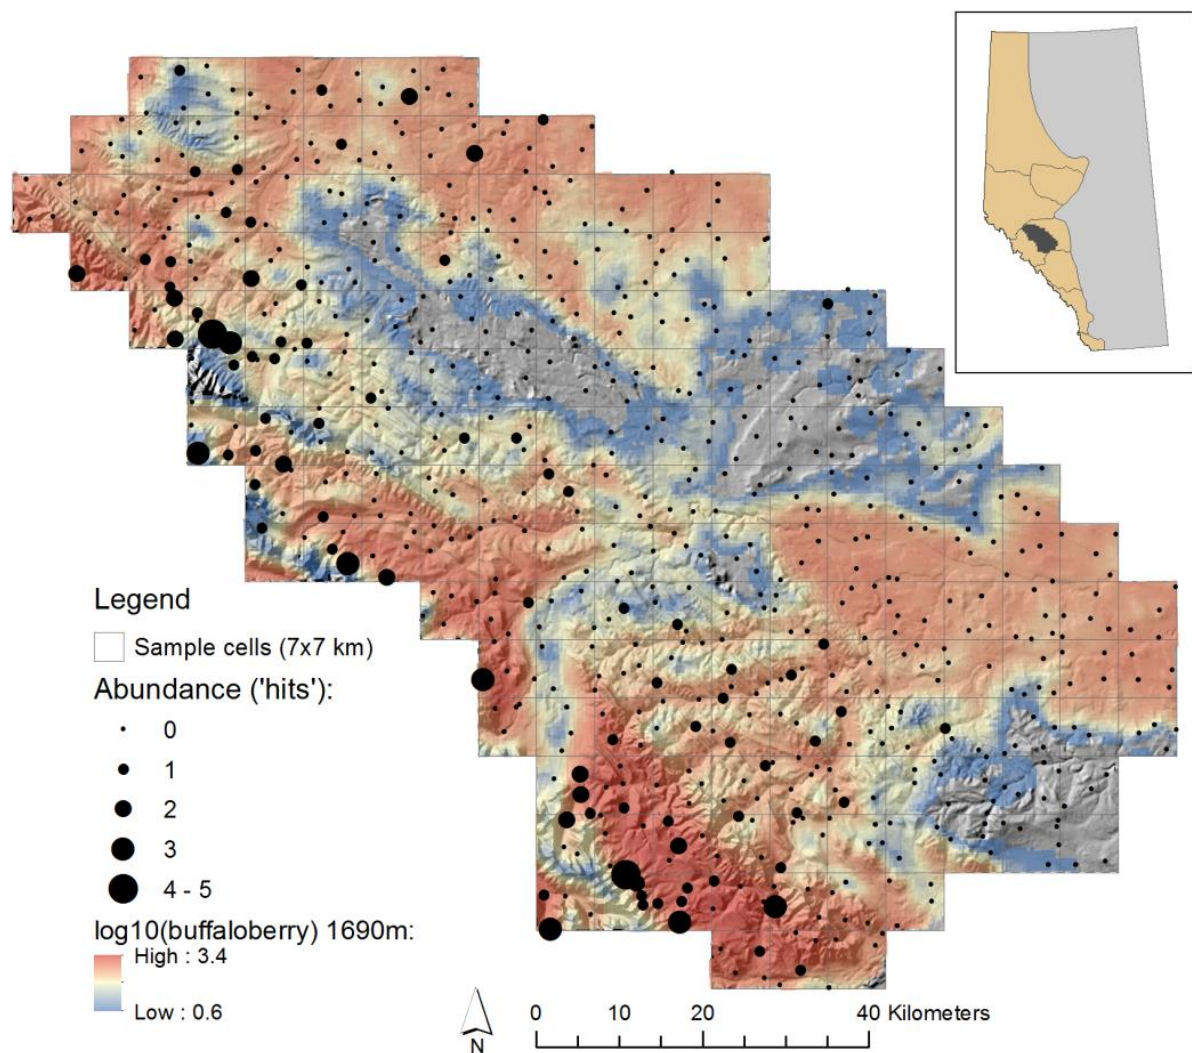 Legend
Sample cells (7x7 km)
Abundance ('hits'):
0
1
2
3
4 - 5
log10(buffaloberry) 1690m:
High : 3.4
Low : 0.6
N
0 10 20 40 Kilometers